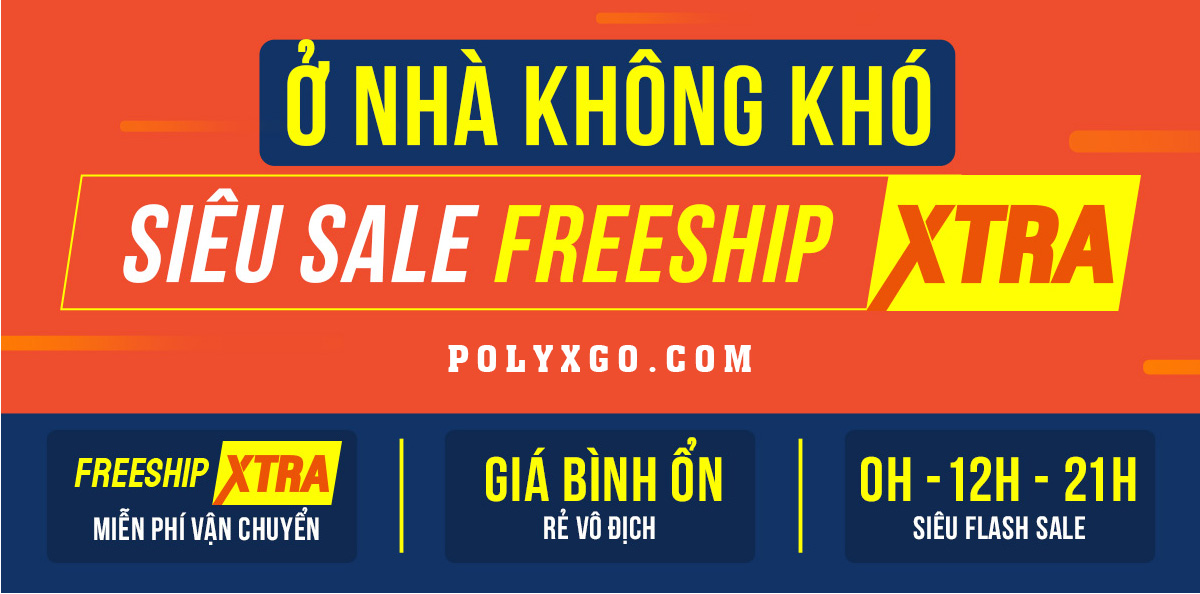 Ở NHÀ KHÔNG KHÓ
SIÊU SALE FREESHIP XTRA
POLYXGO.COM
FREESHIP XTRA
MIỄN PHÍ VẬN CHUYỂN
GIÁ BÌNH ỔN
RẺ VÔ ĐỊCH
0H - 12H - 21H
SIÊU FLASH SALE